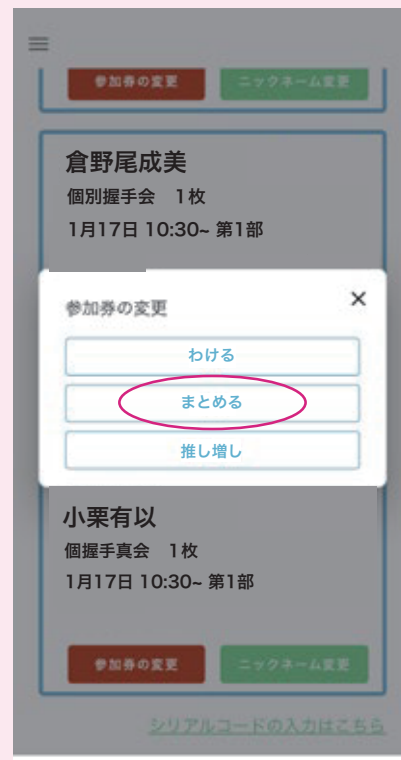 参加券の変更 ニックネーム変更
倉野尾成美
個別握手会 1枚
1月17日 10:30~ 第1部
参加券の変更 ×
わける
まとめる
推し増し
小栗有以
個握手真会 1枚
1月17日 10:30~ 第1部
参加券の変更 ニックネーム変更
シリアルコードの入力はこちら